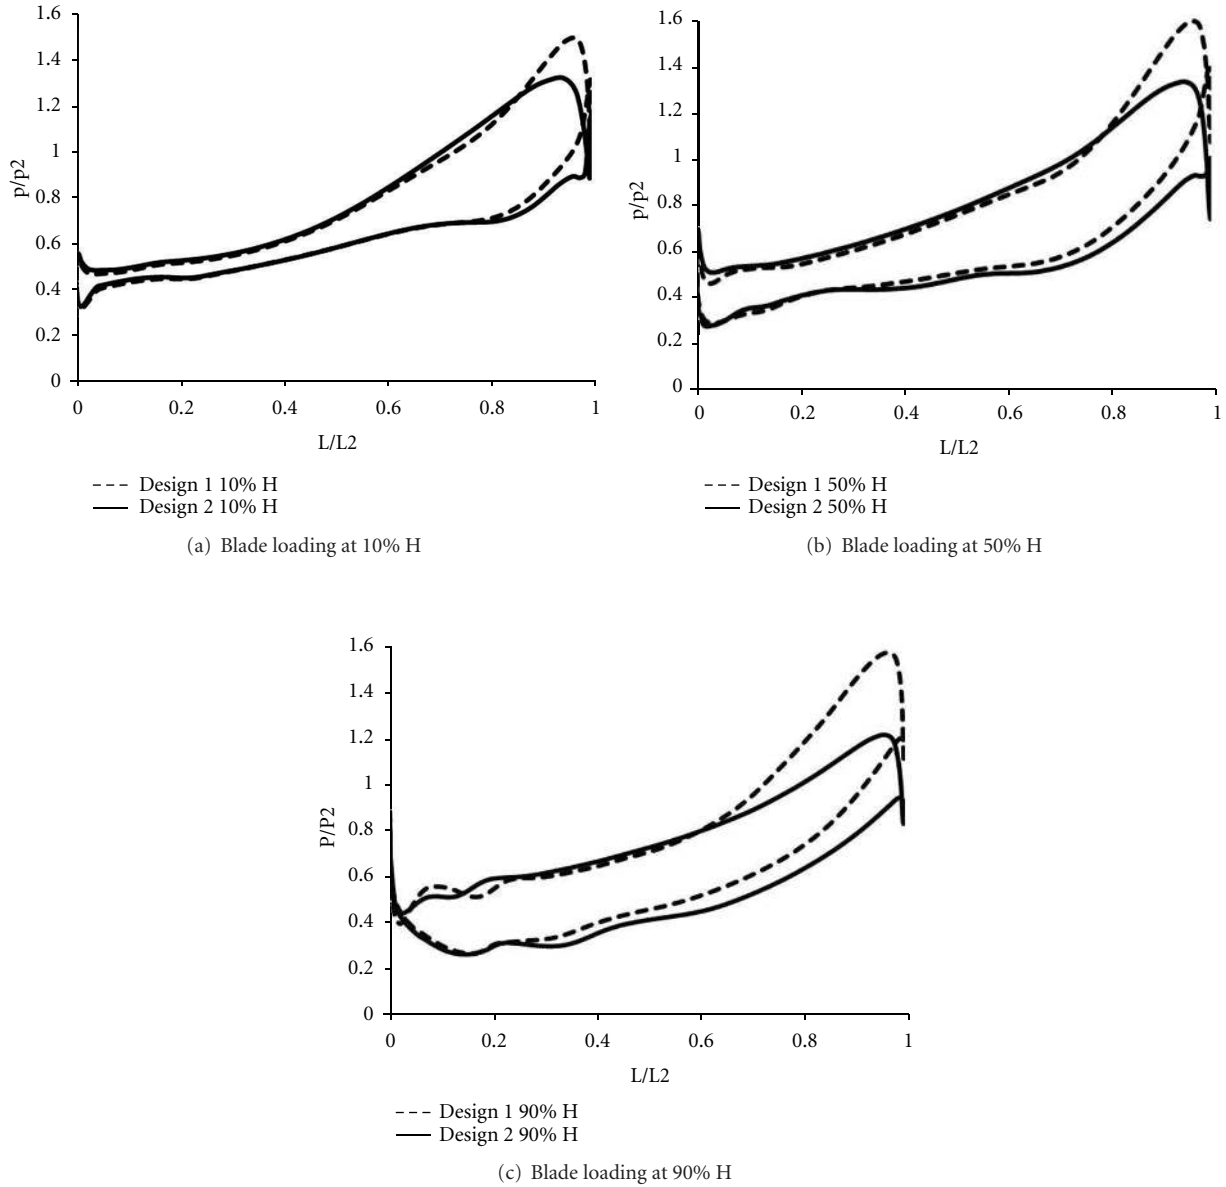 1.6
1.4
1.2
1
0.8
0.6
0.4
0.2
0
p/p2
0 0.2 0.4 0.6 0.8 1
L/L2
Design 1 10% H
Design 2 10% H
(a) Blade loading at 10% H
1.6
1.4
1.2
1
0.8
0.6
0.4
0.2
0
p/p2
0 0.2 0.4 0.6 0.8 1
L/L2
Design 1 50% H
Design 2 50% H
(b) Blade loading at 50% H
1.6
1.4
1.2
1
0.8
0.6
0.4
0.2
0
P/P2
0 0.2 0.4 0.6 0.8 1
L/L2
Design 1 90% H
Design 2 90% H
(c) Blade loading at 90% H